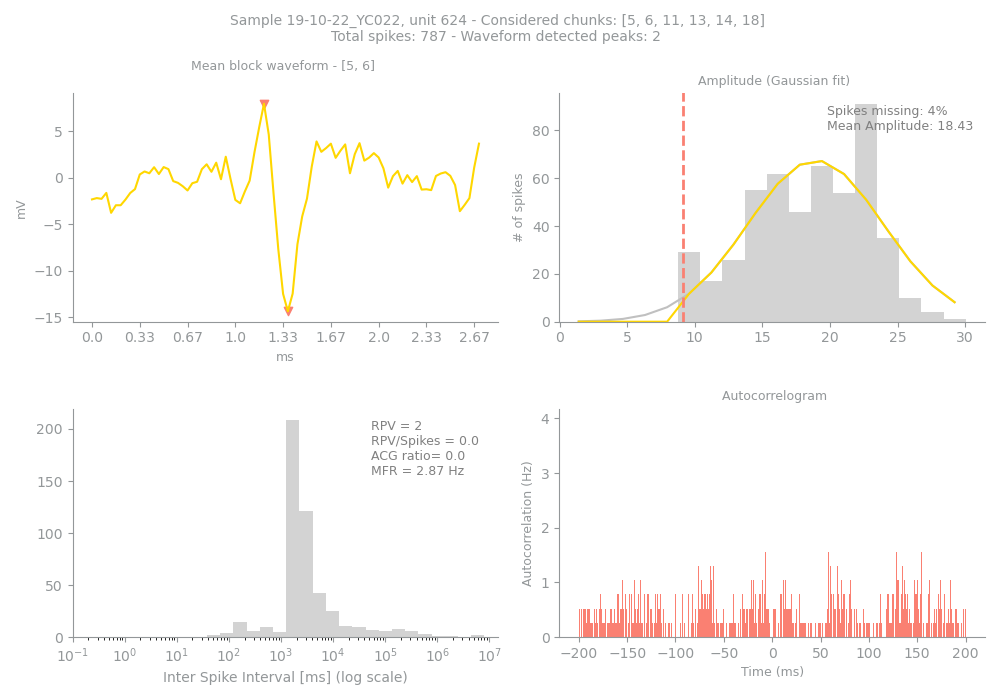 Sample 19-10-22_YC022, unit 624 - Considered chunks: [5, 6, 11, 13, 14, 18]
Total spikes: 787 - Waveform detected peaks: 2
Mean block waveform - [5, 6]
5
0
−5
−10
−15
mV
0.0 0.33 0.67 1.0 1.33 1.67 2.0 2.33 2.67
ms
Amplitude (Gaussian fit)
Spikes missing: 4%
Mean Amplitude: 18.43
80
60
40
20
0
# of spikes
0 5 10 15 20 25 30
200
150
100
50
0
RPV = 2
RPV/Spikes = 0.0
ACG ratio= 0.0
MFR = 2.87 Hz
10⁻¹ 10⁰ 10¹ 10² 10³ 10⁴ 10⁵ 10⁶ 10⁷
Inter Spike Interval [ms] (log scale)
Autocorrelogram
4
3
2
1
0
Autocorrelation (Hz)
−200 −150 −100 −50 0 50 100 150 200
Time (ms)